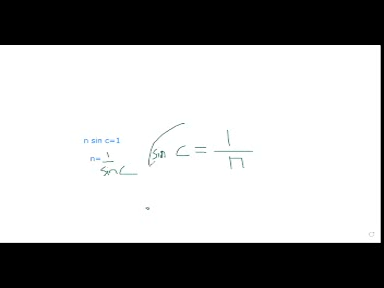 n sin c=1
n=1/sin C
sin C = 1/n